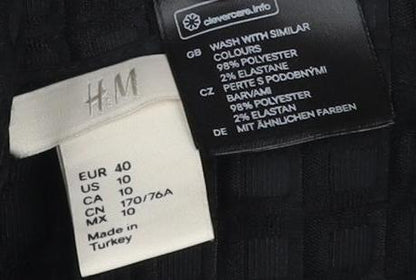 clevercare.info
GB WASH WITH SIMILAR
COLOURS
98% POLYESTER
2% ELASTANE
CZ PERTE S PODOBNÝMI
BARVAMI
98% POLYESTER
2% ELASTAN
DE MIT ÄHNLICHEN FARBEN
H&M
EUR 40
US 10
CA 10
CN 170/76A
MX 10
Made in
Turkey